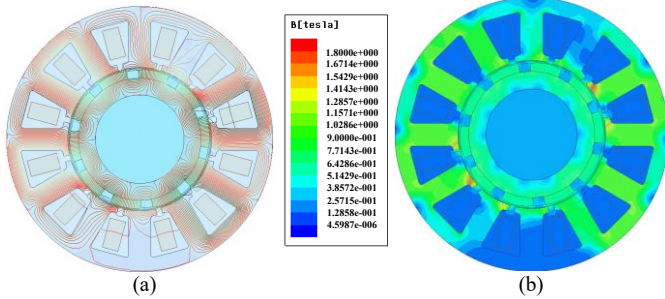 B[tesla]
1.8000e+000
1.6714e+000
1.5429e+000
1.4143e+000
1.2857e+000
1.1571e+000
1.0286e+000
9.0000e-001
7.7143e-001
6.4286e-001
5.1429e-001
3.8572e-001
2.5715e-001
1.2858e-001
4.5987e-006
(a)
(b)